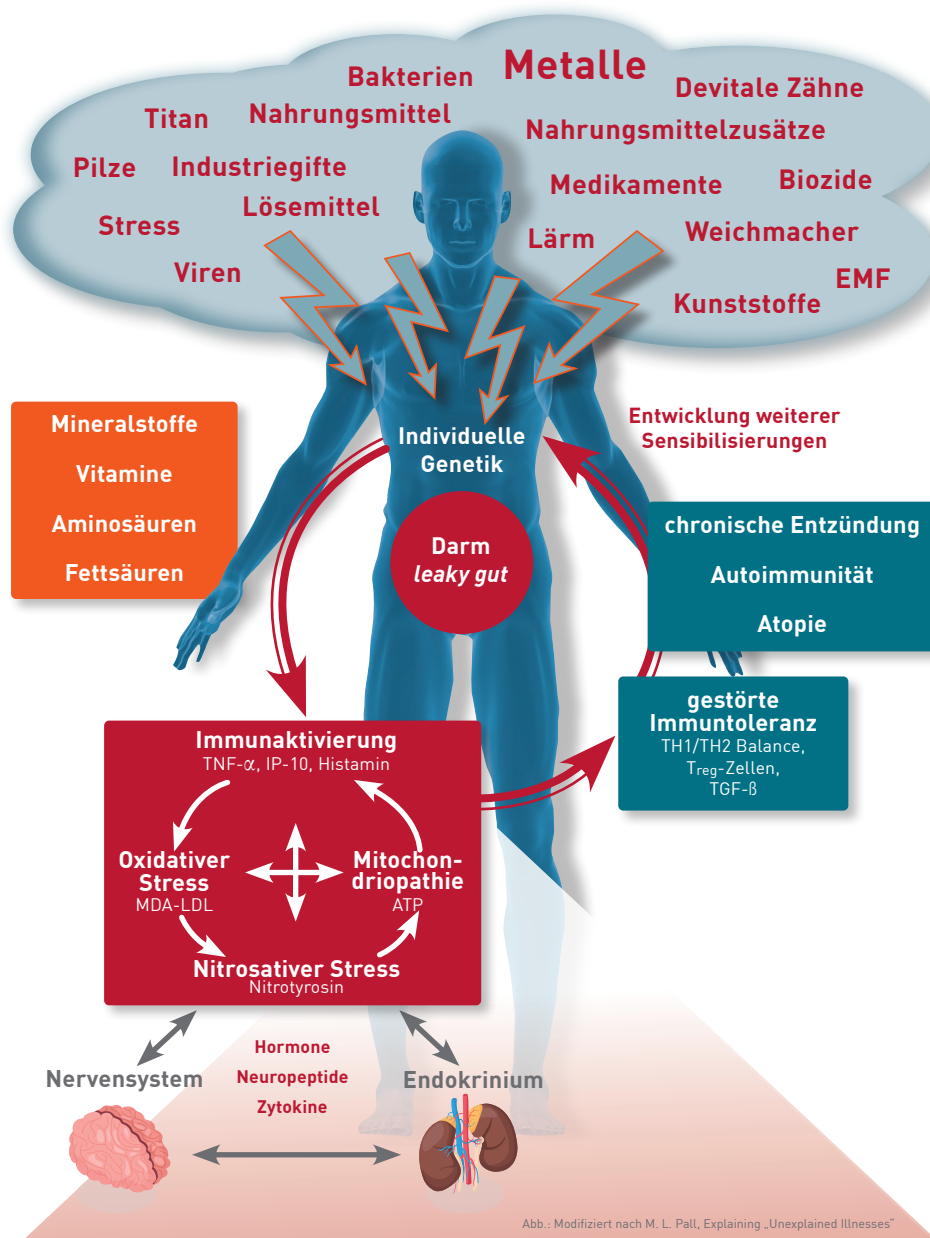 Metalle
Bakterien
Devitale Zähne
Titan
Nahrungsmittel
Nahrungsmittelzusätze
Pilze
Industriegifte
Medikamente
Biozide
Lösemittel
Stress
Lärm
Weichmacher
Viren
EMF
Kunststoffe
Mineralstoffe
Vitamine
Aminosäuren
Fettsäuren
Individuelle
Genetik
Darm
leaky gut
Entwicklung weiterer
Sensibilisierungen
chronische Entzündung
Autoimmunität
Atopie
gestörte
Immuntoleranz
TH1/TH2 Balance,
Treg-Zellen,
TGF-ß
Immunaktivierung
TNF-α, IP-10, Histamin
Oxidativer
Stress
MDA-LDL
Mitochon-
driopathie
ATP
Nitrosativer Stress
Nitrotyrosin
Nervensystem
Hormone
Neuropeptide
Zytokine
Endokrinium
Abb.: Modifiziert nach M. L. Pall, Explaining „Unexplained Illnesses“